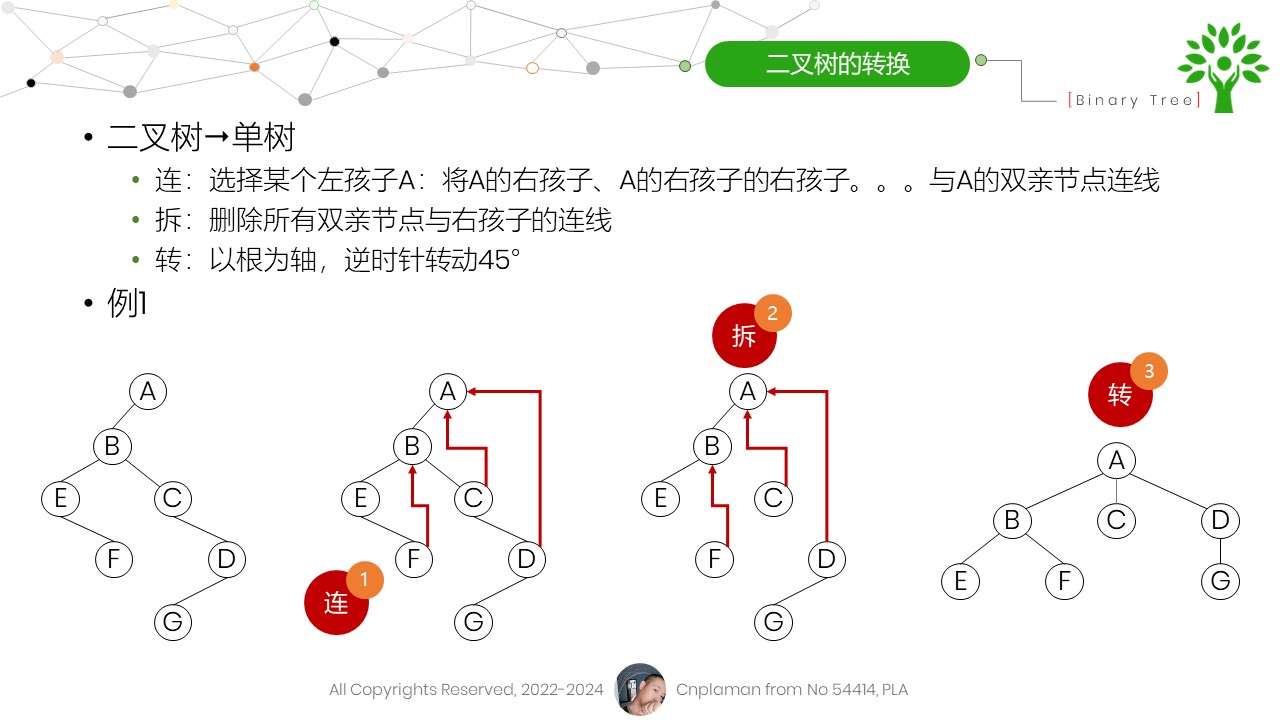 二叉树的转换
[Binary Tree]
• 二叉树→单树
• 连：选择某个左孩子A：将A的右孩子、A的右孩子的右孩子。。。与A的双亲节点连线
• 拆：删除所有双亲节点与右孩子的连线
• 转：以根为轴，逆时针转动45°
• 例1
A
B
E C
F D
G
连 1
A
B
E C
F D
G
拆 2
A
B
E C
F D
G
转 3
A
B C D
E F G
All Copyrights Reserved, 2022-2024
Cnplaman from No 54414, PLA